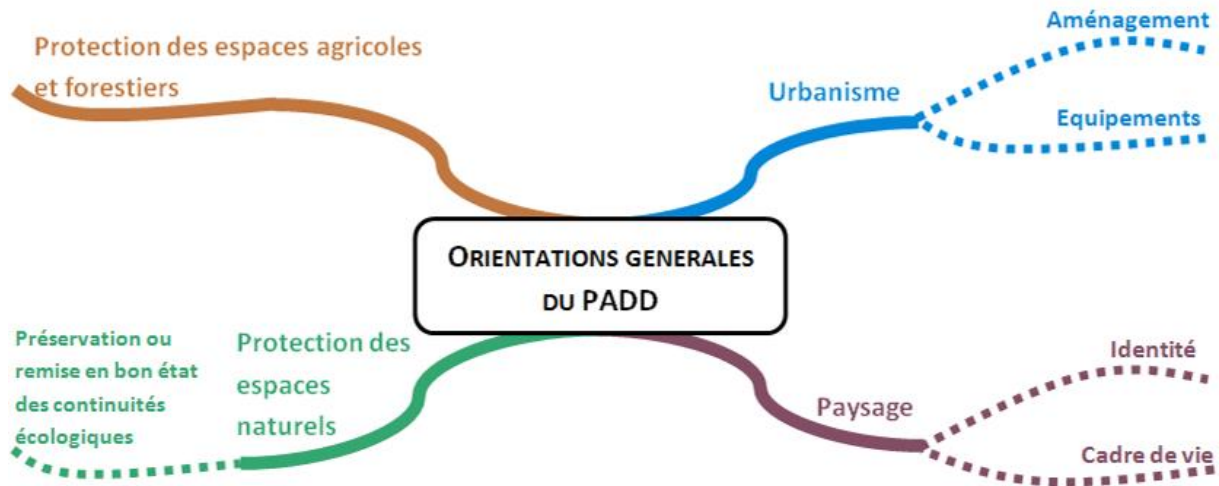 Protection des espaces agricoles
et forestiers
Urbanisme
Aménagement
Equipements
ORIENTATIONS GENERALES
DU PADD
Préservation ou
remise en bon état
des continuités
écologiques
Protection des
espaces
naturels
Paysage
Identité
Cadre de vie